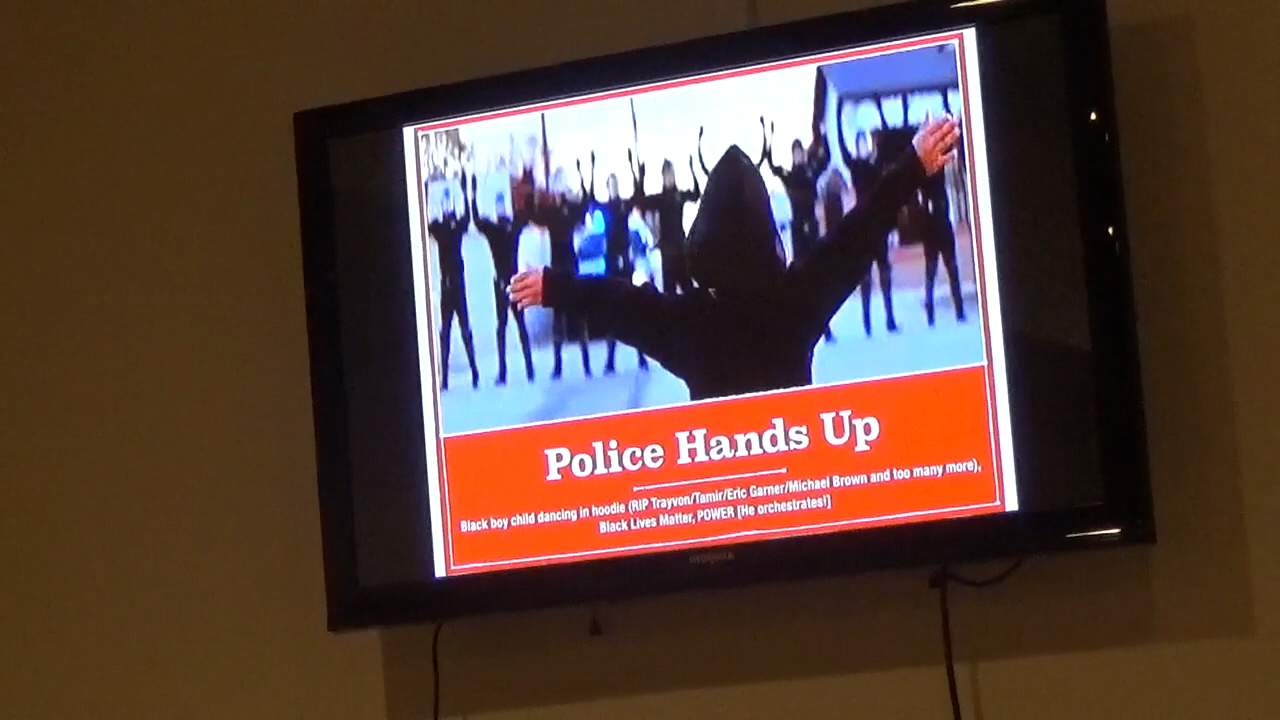 Police Hands Up
Black boy child dancing in hoodie (RIP Trayvon/Tamir/Eric Garner/Michael Brown and too many more),
Black Lives Matter, POWER [He orchestrates!]
INSIGNIA